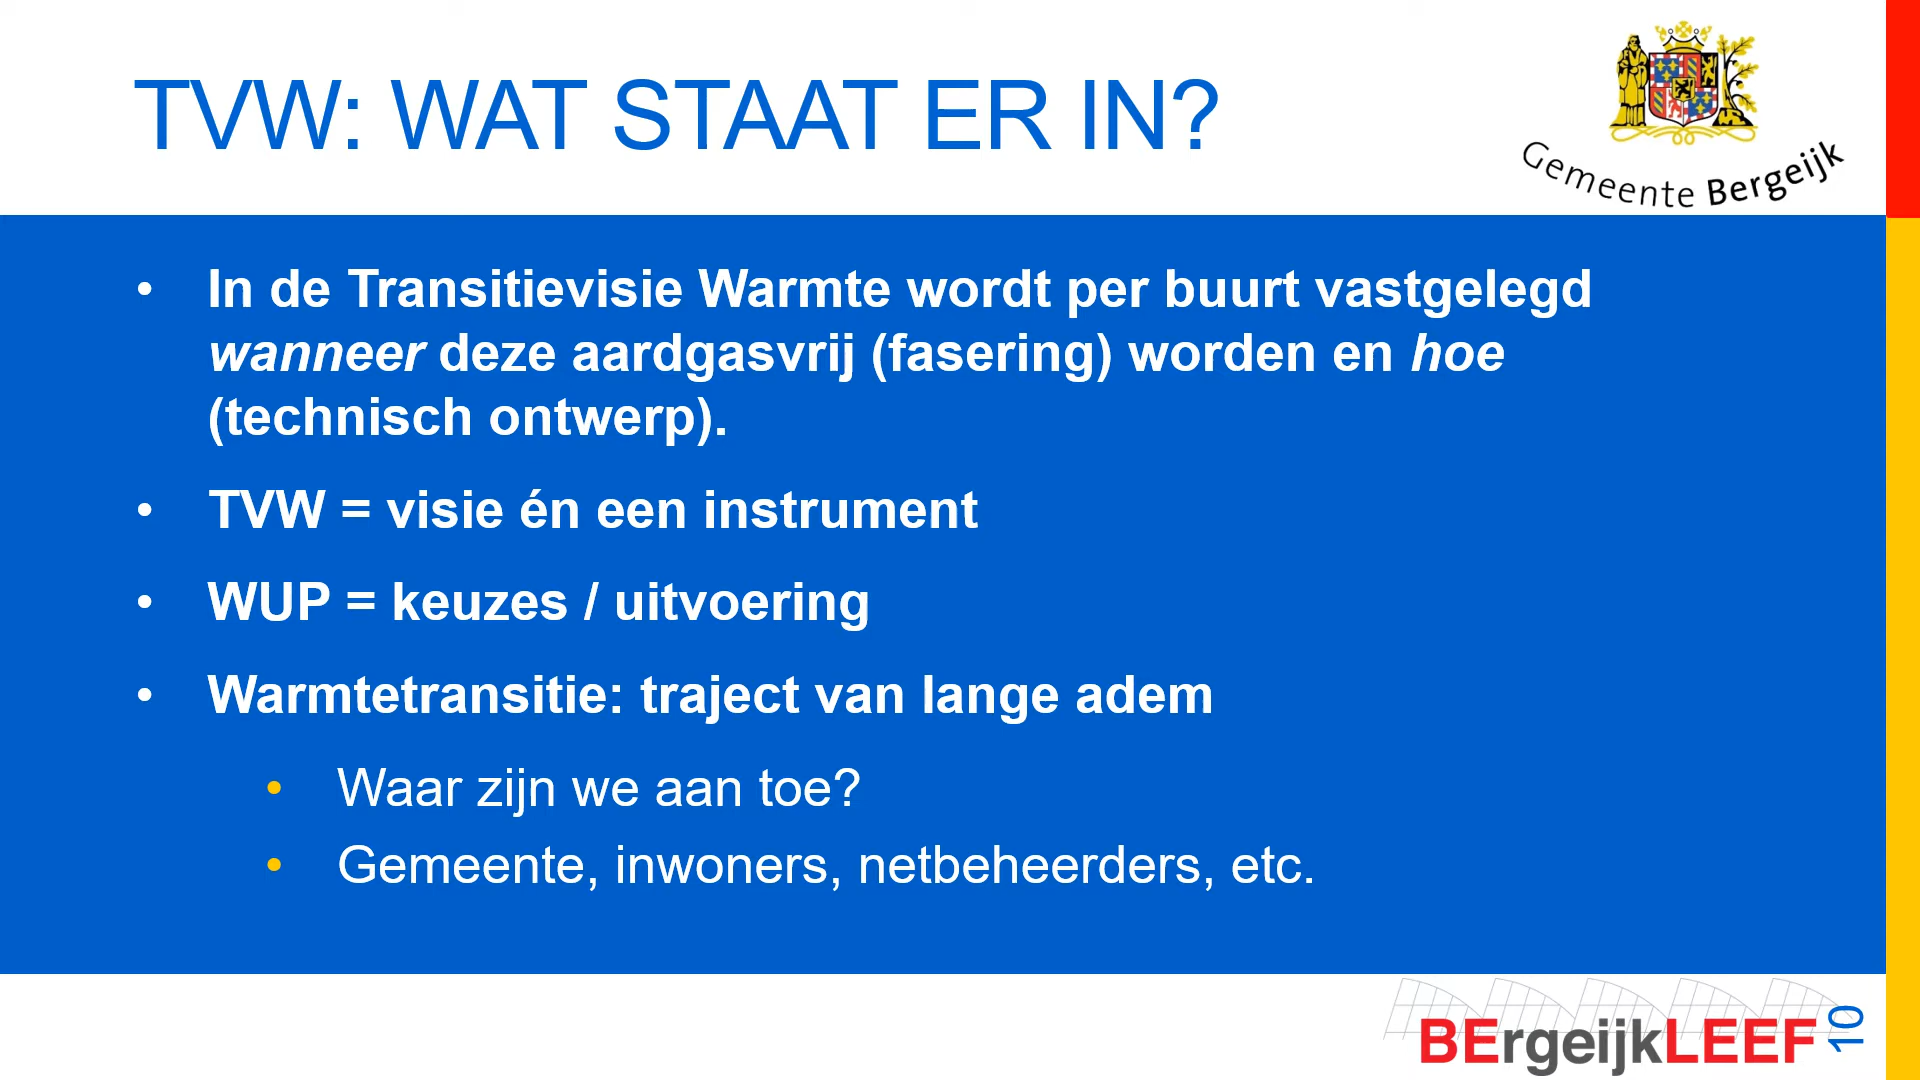 TVW: WAT STAAT ER IN?
Gemeente Bergeijk
• In de Transitievisie Warmte wordt per buurt vastgelegd
wanneer deze aardgasvrij (fasering) worden en hoe
(technisch ontwerp).
• TVW = visie én een instrument
• WUP = keuzes / uitvoering
• Warmtetransitie: traject van lange adem
• Waar zijn we aan toe?
• Gemeente, inwoners, netbeheerders, etc.
BErgeijkLEEF
10